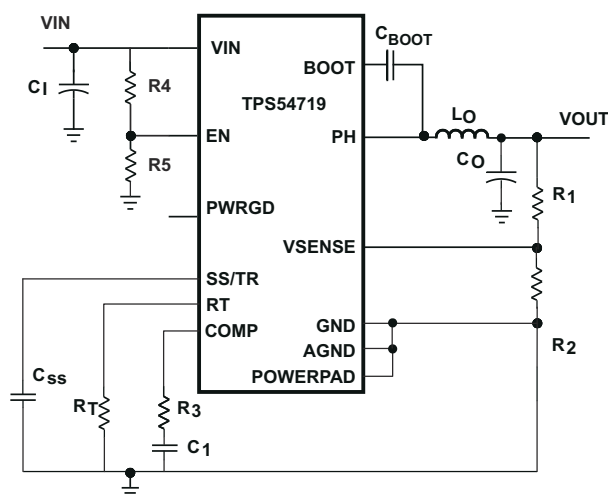 VIN
VIN
CBOOT
BOOT
CI
R4
TPS54719
LO
VOUT
EN
PH
R5
CO
R1
PWRGD
VSENSE
SS/TR
RT
GND
R2
COMP
AGND
POWERPAD
Css
RT
R3
C1